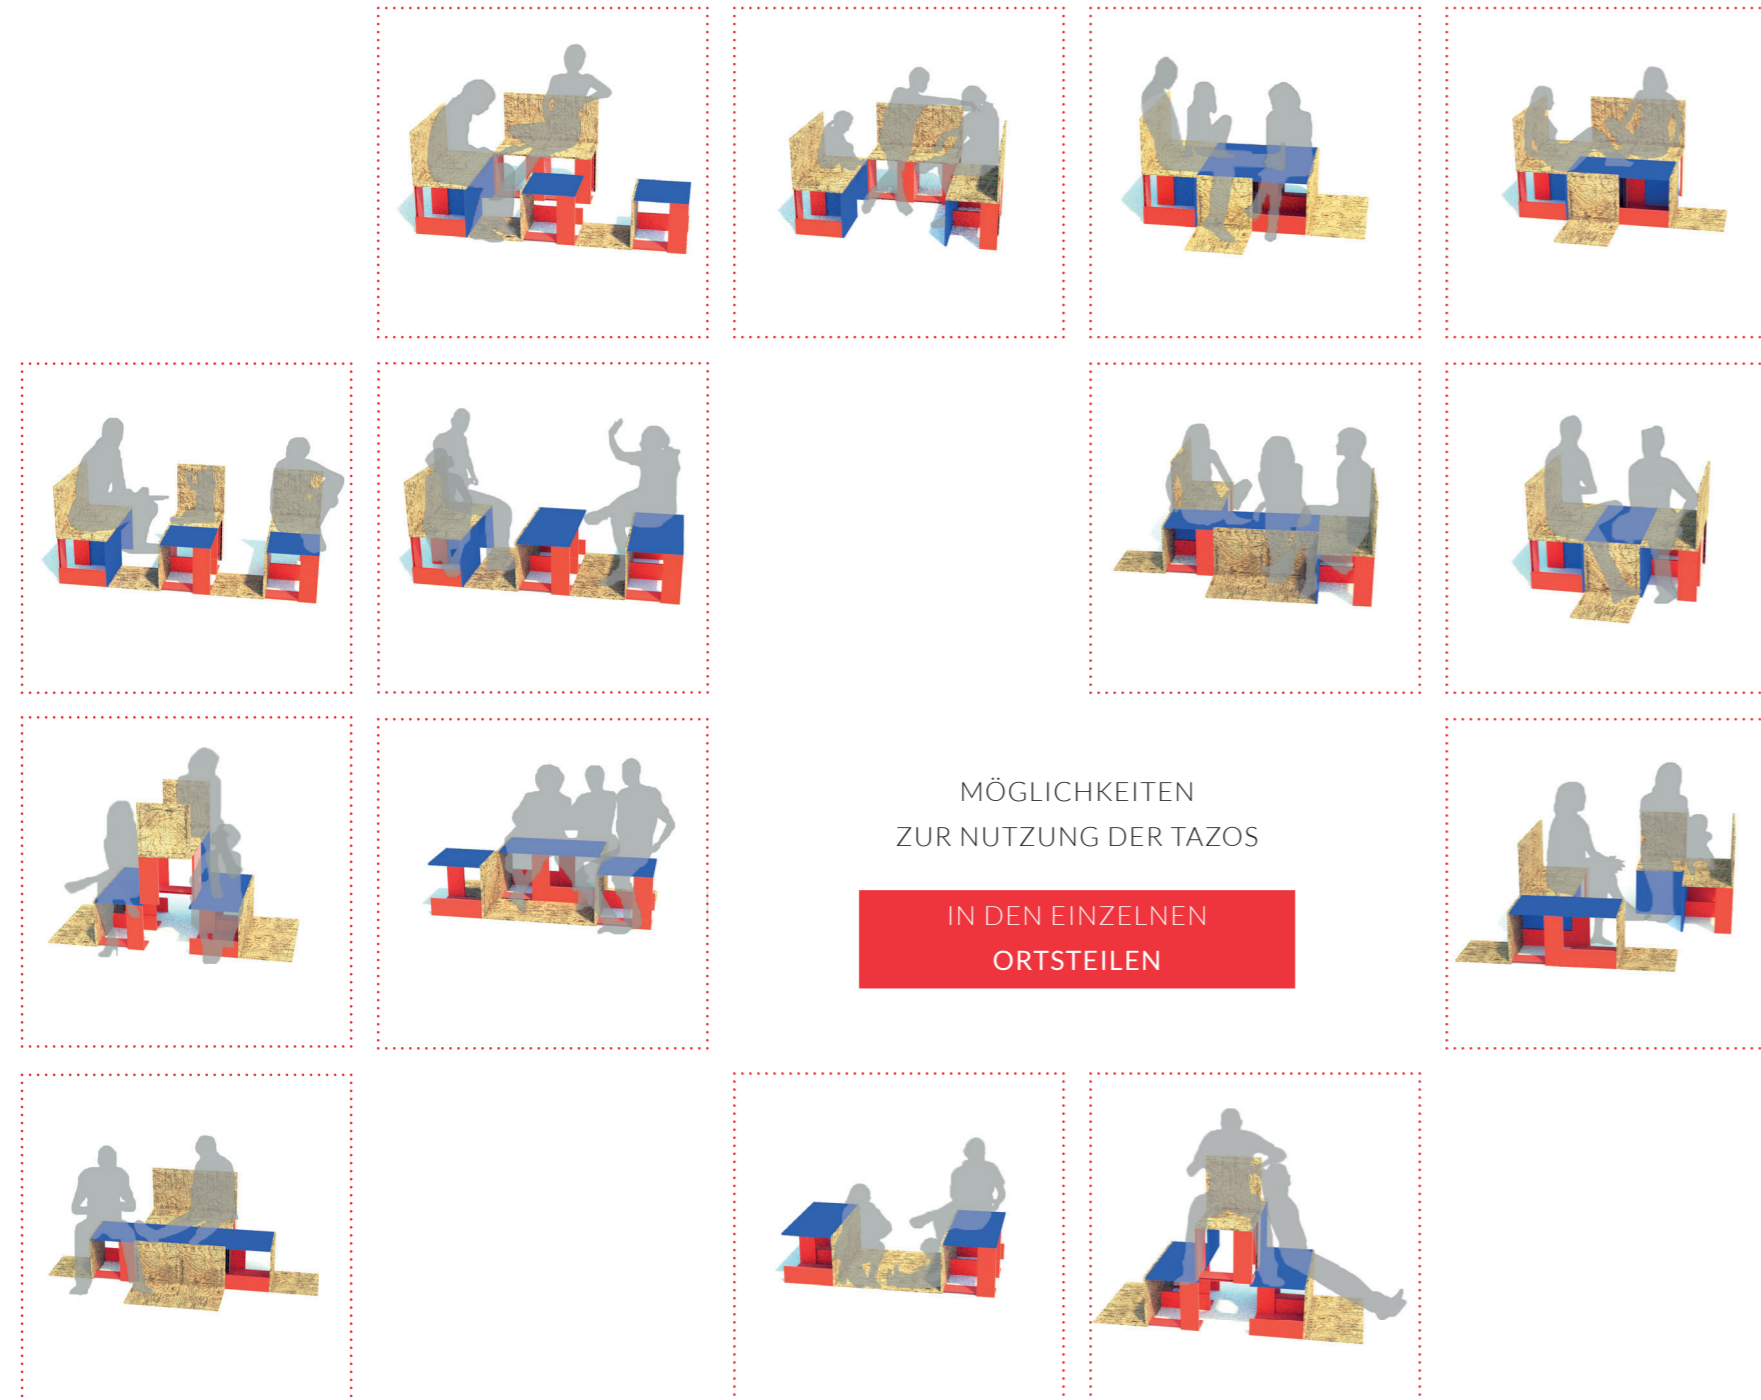 MÖGLICHKEITEN
ZUR NUTZUNG DER TAZOS
IN DEN EINZELNEN
ORTSTEILEN